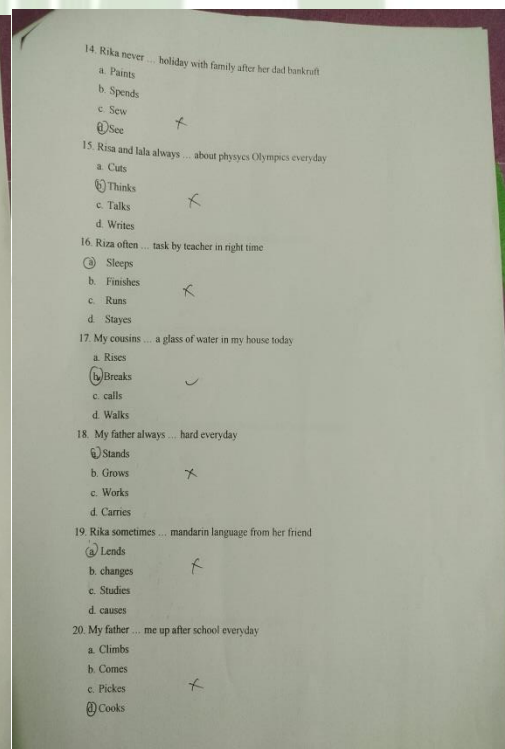 14. Rika never ... holiday with family after her dad bankruft
a. Paints
b. Spends
c. Sew
d. See
15. Risa and lala always ... about physycs Olympics everyday
a. Cuts
b. Thinks
c. Talks
d. Writes
16. Riza often ... task by teacher in right time
a. Sleeps
b. Finishes
c. Runs
d. Stayes
17. My cousins ... a glass of water in my house today
a. Rises
b. Breaks
c. calls
d. Walks
18. My father always ... hard everyday
a. Stands
b. Grows
c. Works
d. Carries
19. Rika sometimes ... mandarin language from her friend
a. Lends
b. changes
c. Studies
d. causes
20. My father ... me up after school everyday
a. Climbs
b. Comes
c. Pickes
d. Cooks